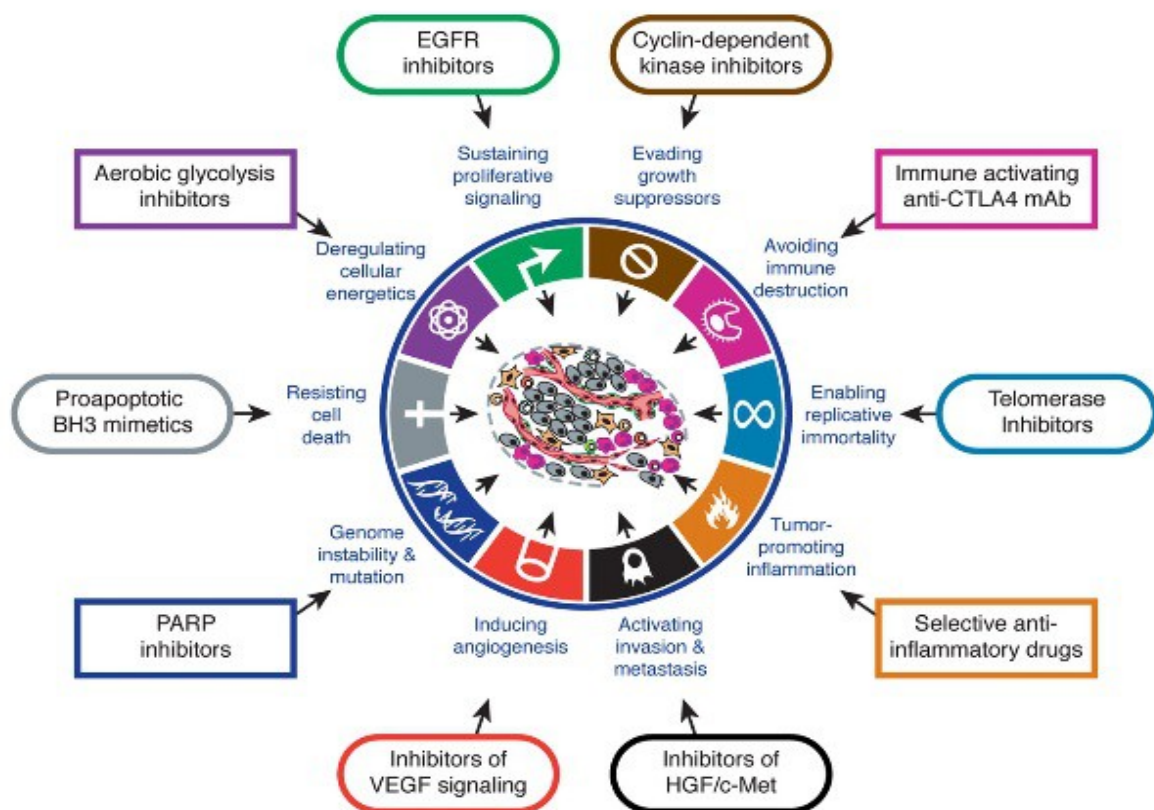 EGFR
inhibitors
Cyclin-dependent
kinase inhibitors
Sustaining
proliferative
signaling
Evading
growth
suppressors
Aerobic glycolysis
inhibitors
Immune activating
anti-CTLA4 mAb
Deregulating
cellular
energetics
Avoiding
immune
destruction
Proapoptotic
BH3 mimetics
Resisting
cell
death
Enabling
replicative
immortality
Telomerase
Inhibitors
Genome
instability &
mutation
Tumor-
promoting
inflammation
PARP
inhibitors
Inducing
angiogenesis
Activating
invasion &
metastasis
Selective anti-
inflammatory drugs
Inhibitors of
VEGF signaling
Inhibitors of
HGF/c-Met